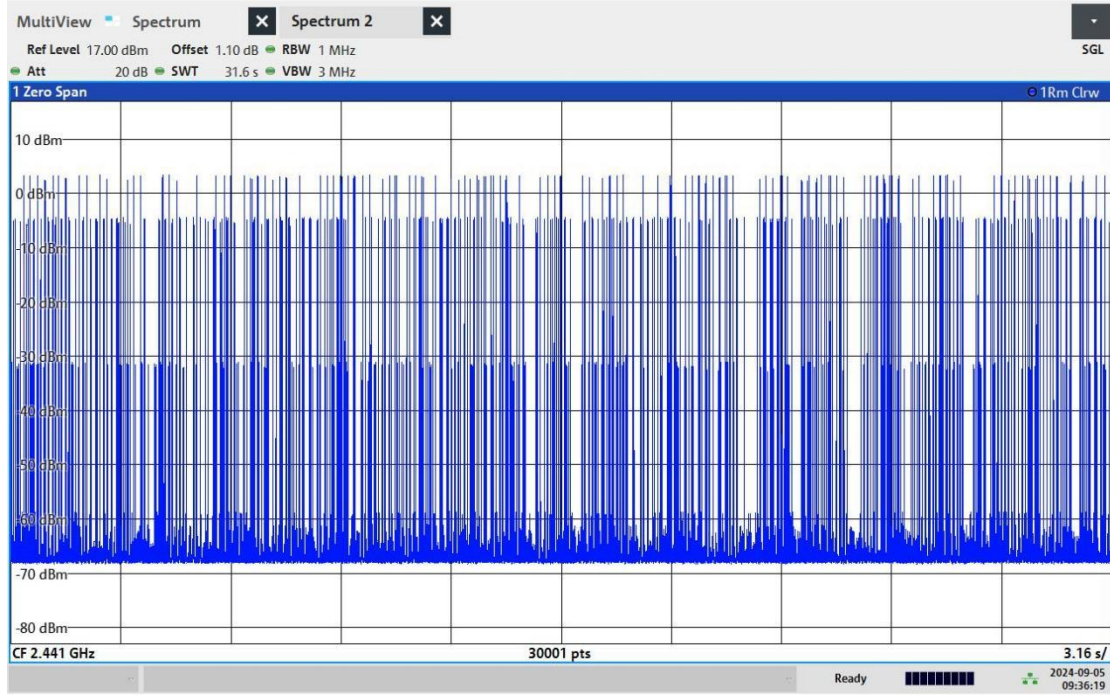 MultiView Spectrum Spectrum 2
Ref Level 17.00 dBm Offset 1.10 dB RBW 1 MHz SGL
Att 20 dB SWT 31.6 s VBW 3 MHz
1 Zero Span 1Rm Clrw
10 dBm
0 dBm
-10 dBm
-20 dBm
-30 dBm
-40 dBm
-50 dBm
-60 dBm
-70 dBm
-80 dBm
CF 2.441 GHz 30001 pts 3.16 s/
Ready 2024-09-05
09:36:19